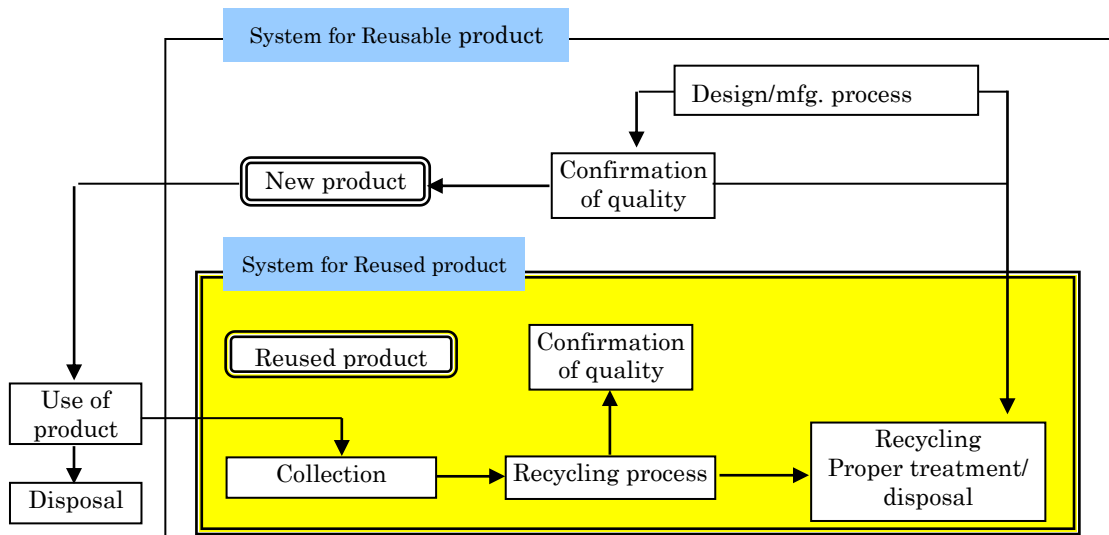 System for Reusable product
Design/mfg. process
Confirmation
of quality
New product
System for Reused product
Reused product
Confirmation
of quality
Use of
product
Collection
Recycling process
Recycling
Proper treatment/
disposal
Disposal